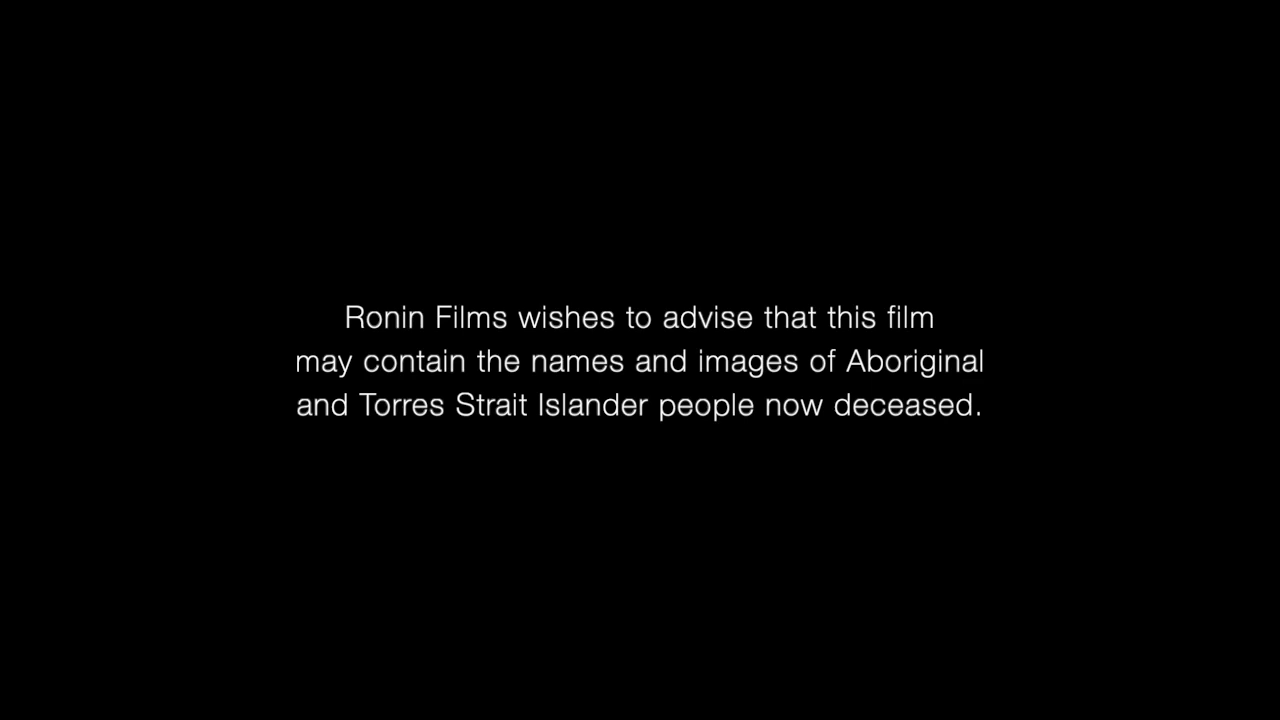 Ronin Films wishes to advise that this film
may contain the names and images of Aboriginal
and Torres Strait Islander people now deceased.